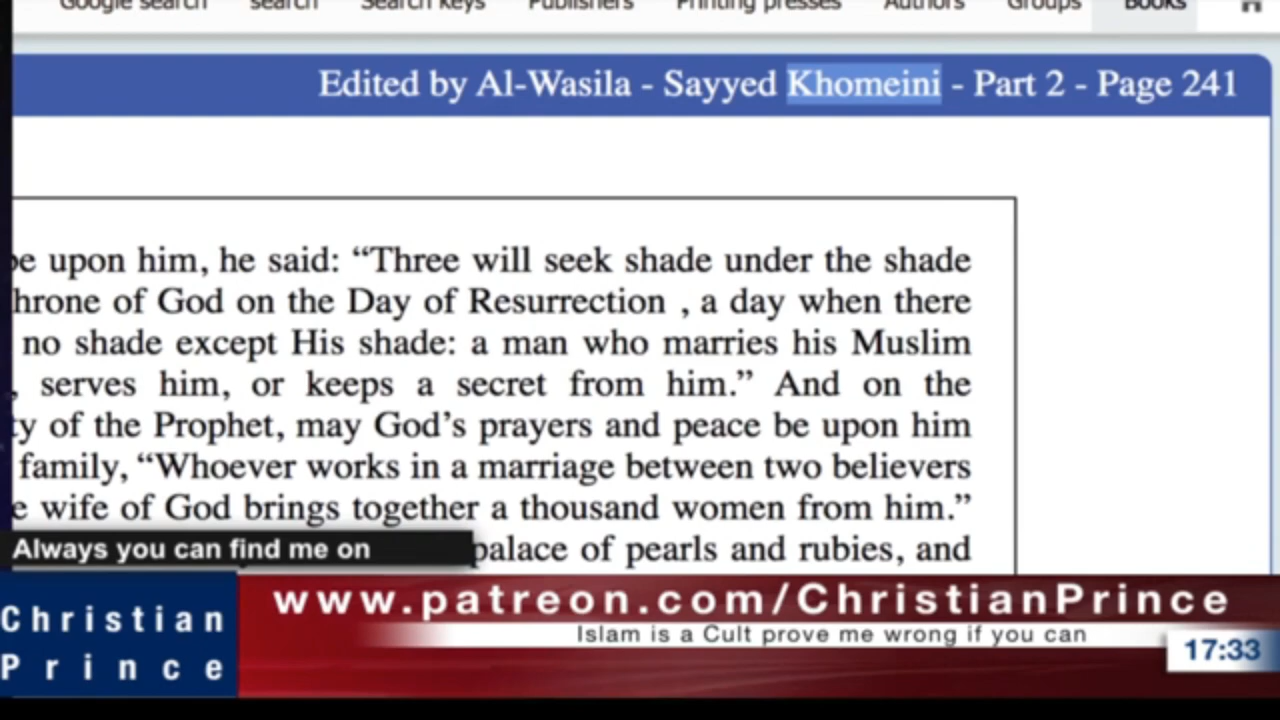 Google search search Search keys Publishers Printing presses Authors Groups Books
Edited by Al-Wasila - Sayyed Khomeini - Part 2 - Page 241
be upon him, he said: “Three will seek shade under the shade
hrone of God on the Day of Resurrection , a day when there
no shade except His shade: a man who marries his Muslim
, serves him, or keeps a secret from him.” And on the
ty of the Prophet, may God’s prayers and peace be upon him
family, “Whoever works in a marriage between two believers
e wife of God brings together a thousand women from him.”
palace of pearls and rubies, and
Always you can find me on
www.patreon.com/ChristianPrince
Islam is a Cult prove me wrong if you can
Christian
Prince
17:33